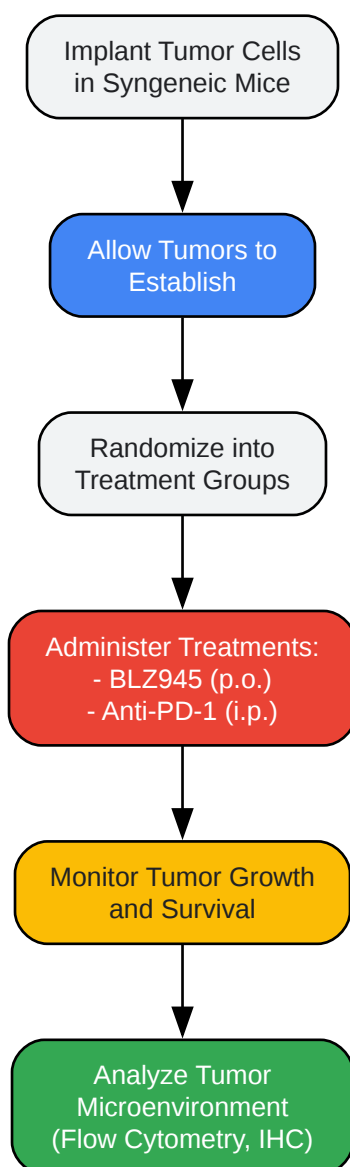 Implant Tumor Cells
in Syngeneic Mice
Allow Tumors to
Establish
Randomize into
Treatment Groups
Administer Treatments:
- BLZ945 (p.o.)
- Anti-PD-1 (i.p.)
Monitor Tumor Growth
and Survival
Analyze Tumor
Microenvironment
(Flow Cytometry, IHC)